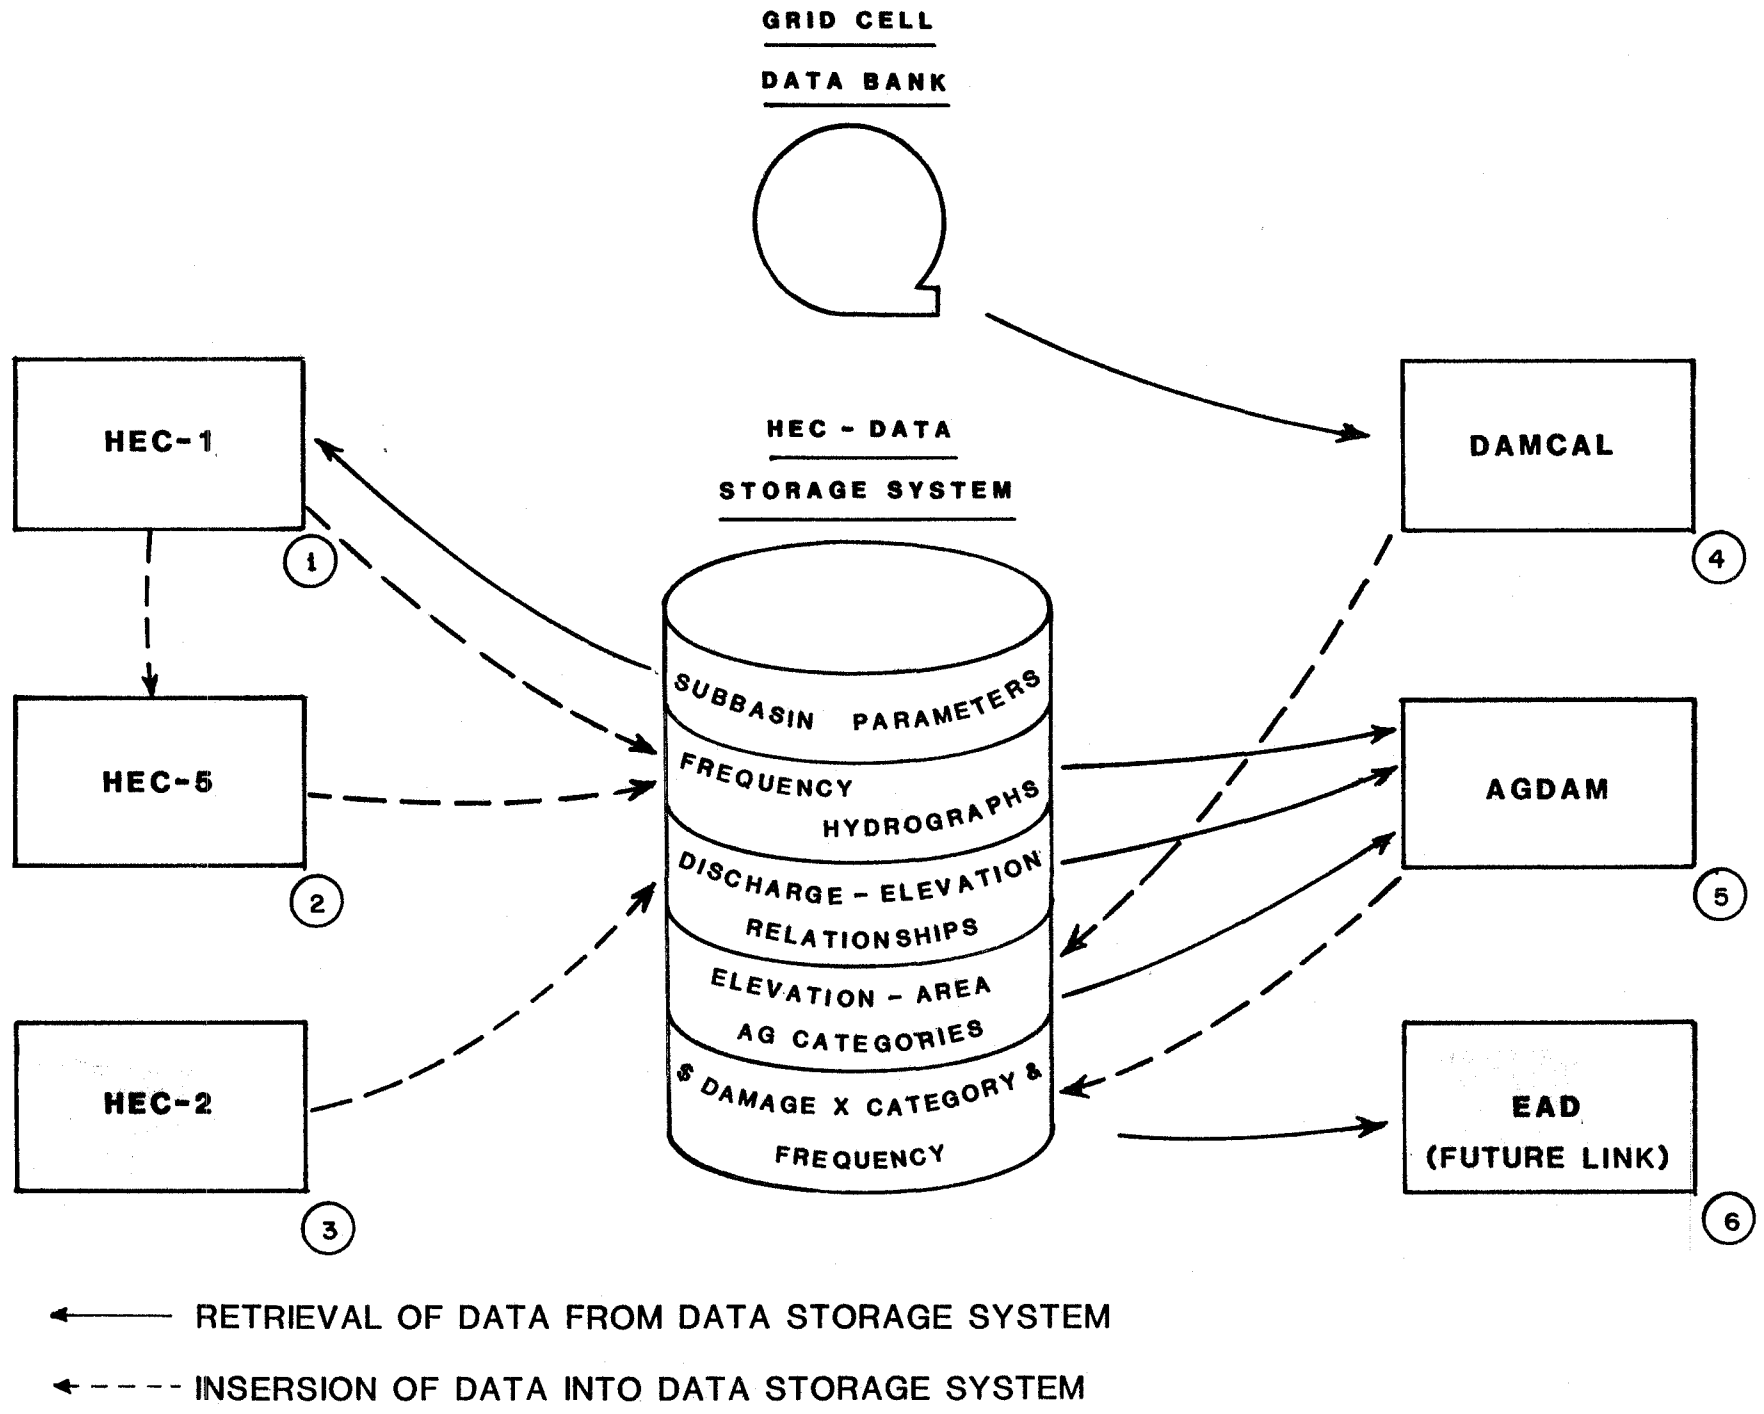 GRID CELL
DATA BANK
HEC-1
1
HEC - DATA
STORAGE SYSTEM
DAMCAL
4
SUBBASIN PARAMETERS
FREQUENCY
HYDROGRAPHS
DISCHARGE - ELEVATION
RELATIONSHIPS
ELEVATION - AREA
AG CATEGORIES
$ DAMAGE X CATEGORY &
FREQUENCY
HEC-5
2
AGDAM
5
HEC-2
3
EAD
(FUTURE LINK)
6
RETRIEVAL OF DATA FROM DATA STORAGE SYSTEM
INSERSION OF DATA INTO DATA STORAGE SYSTEM